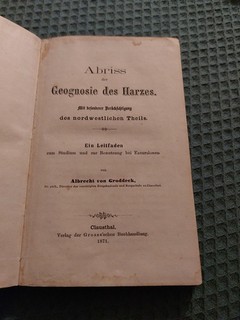 Abriss
der
Geognosie des Harzes.
Mit besonderer Berücksichtigung
des nordwestlichen Theils.
Ein Leitfaden
zum Studium und zur Benutzung bei Excursionen
von
Albrecht von Groddeck,
Clausthal.
Verlag der Grosse'schen Buchhandlung.
1871.